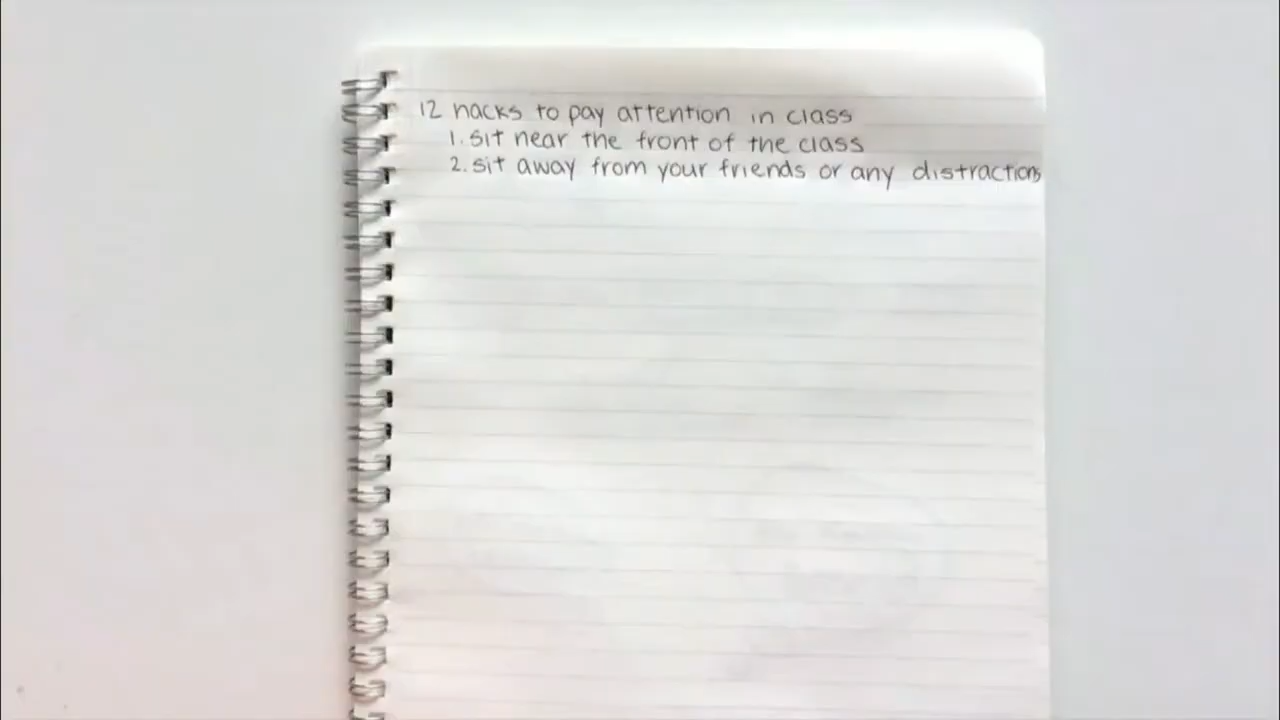 12 hacks to pay attention in class
1. sit near the front of the class
2. sit away from your friends or any distractions